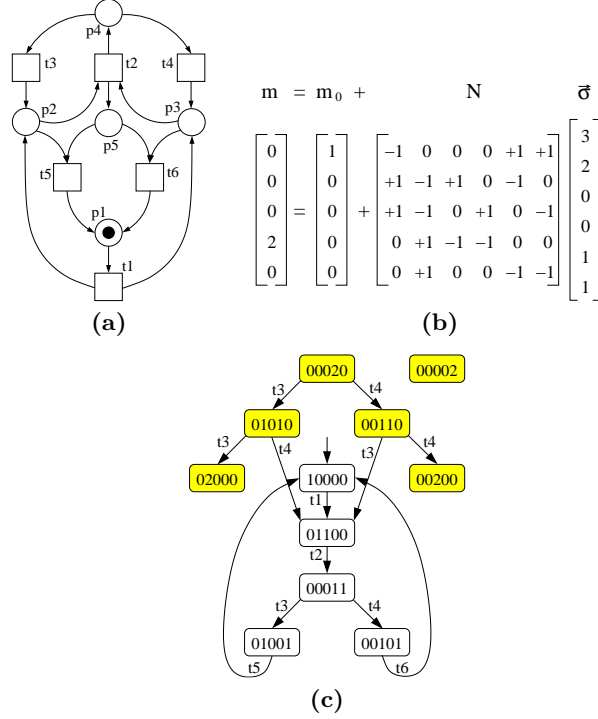 p4
t3 t2 t4
p2 p5 p3
t5 t6
p1
t1
(a)
m = m0 + N σ⃗
0 1 −1 0 0 0 +1 +1 3
0 0 +1 −1 +1 0 −1 0 2
0 = 0 + +1 −1 0 +1 0 −1 0
2 0 0 +1 −1 −1 0 0 0
0 0 0 +1 0 0 −1 −1 1
1
(b)
00020 00002
t3 t4
01010 00110
t3 t4 t3 t4
02000 10000 00200
t1
01100
t2
00011
t3 t4
01001 00101
t5 t6
(c)